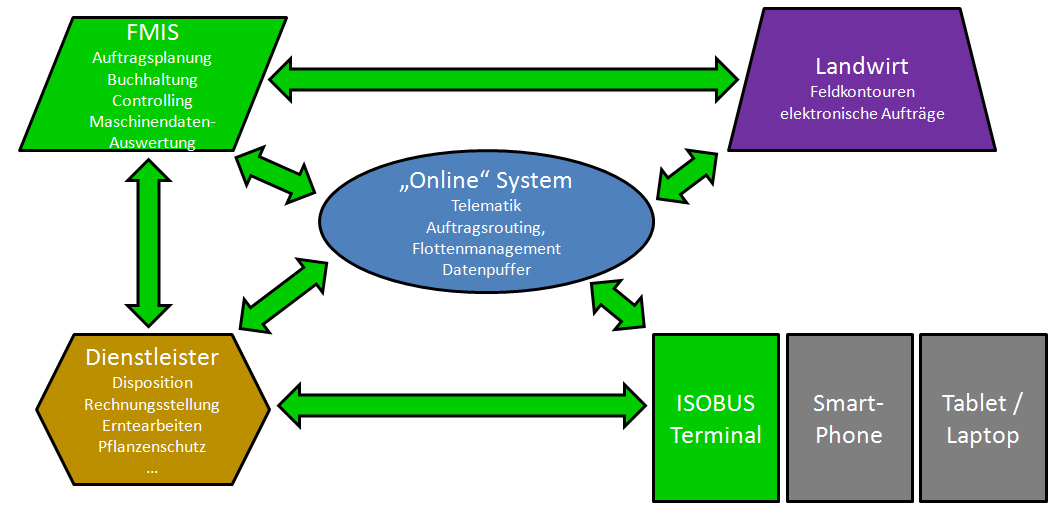 FMIS
Auftragsplanung
Buchhaltung
Controlling
Maschinendaten-
Auswertung
Landwirt
Feldkontouren
elektronische Aufträge
„Online“ System
Telematik
Auftragsrouting,
Flottenmanagement
Datenpuffer
Dienstleister
Disposition
Rechnungsstellung
Erntearbeiten
Pflanzenschutz
...
ISOBUS
Terminal
Smart-
Phone
Tablet /
Laptop